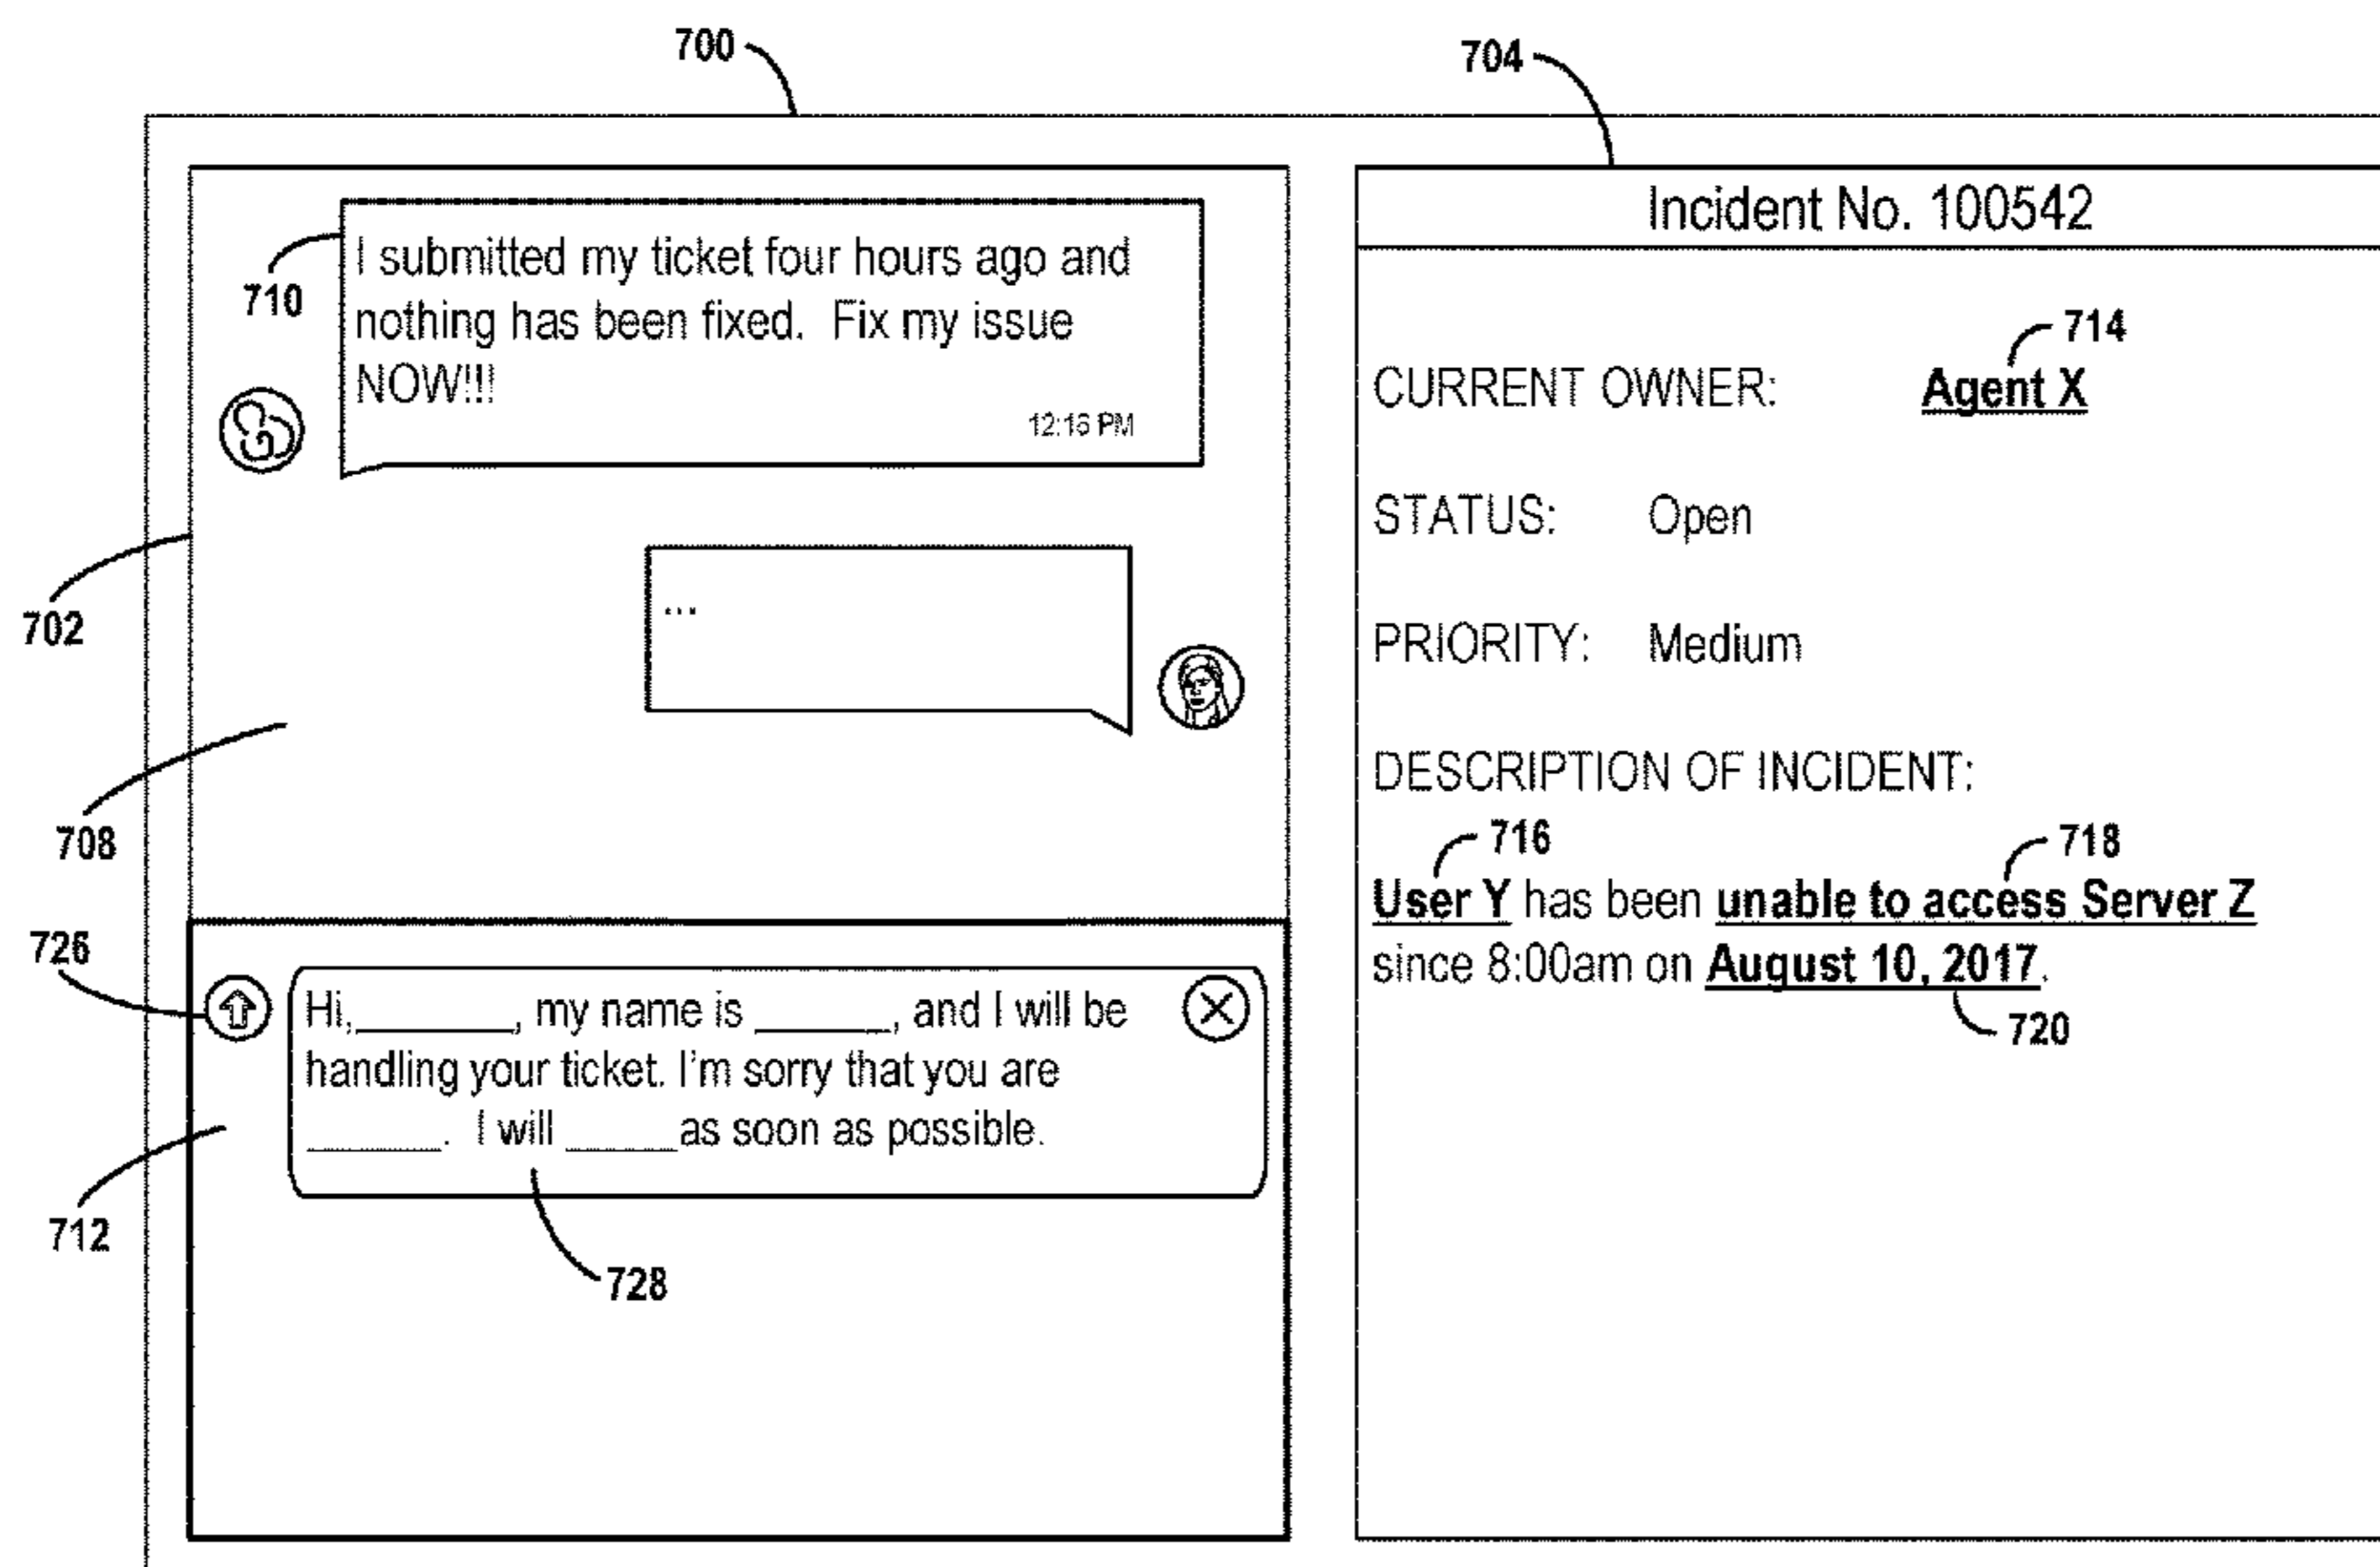 700
704
Incident No. 100542
710
I submitted my ticket four hours ago and
nothing has been fixed. Fix my issue
NOW!!!
12:16 PM
702
...
708
726
Hi,_______, my name is ______, and I will be
handling your ticket. I'm sorry that you are
______. I will _____ as soon as possible.
712
728
714
CURRENT OWNER: Agent X
STATUS: Open
PRIORITY: Medium
DESCRIPTION OF INCIDENT:
716
718
User Y has been unable to access Server Z
since 8:00am on August 10, 2017.
720